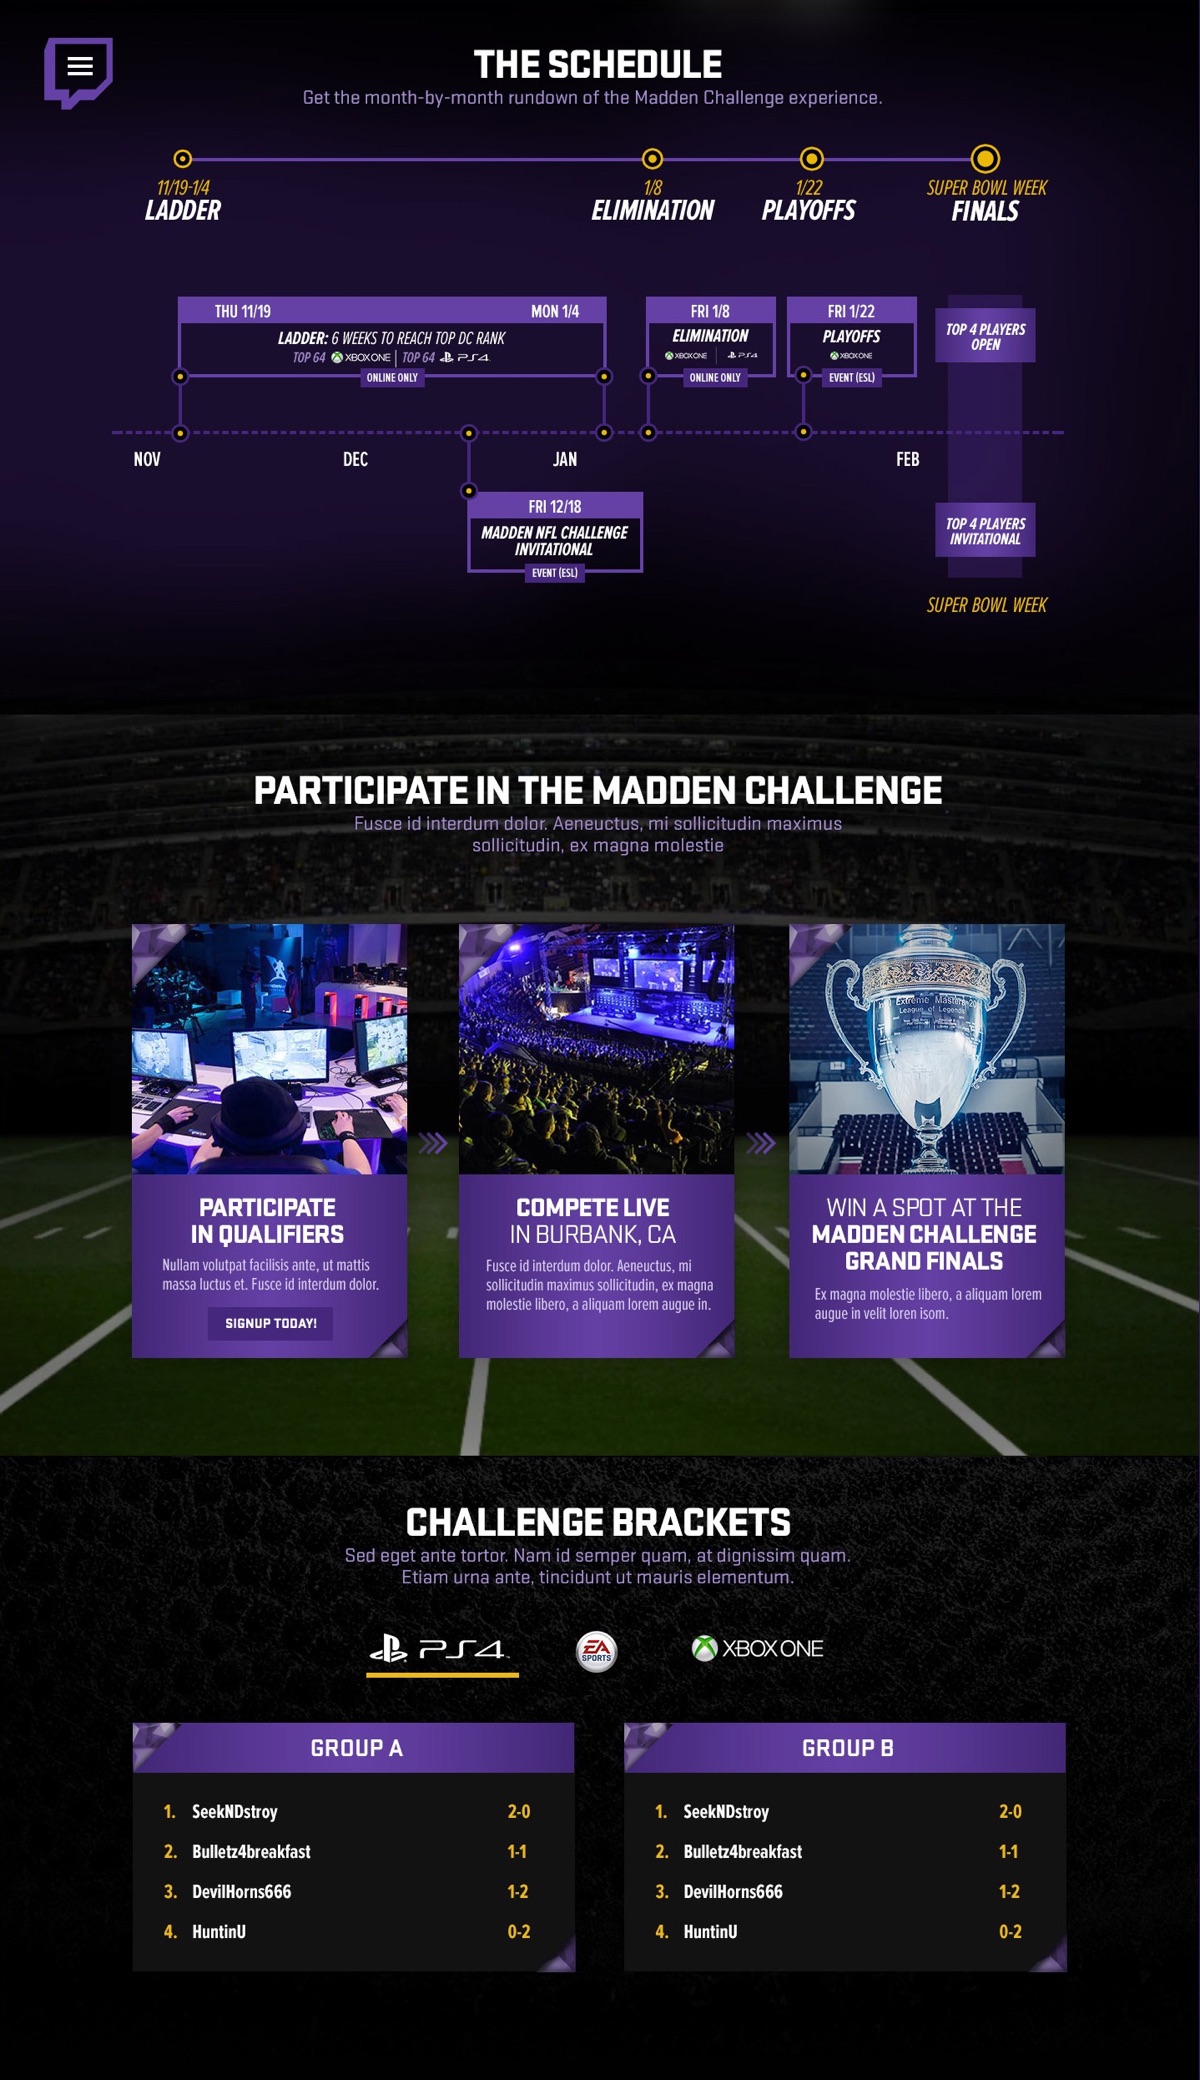 THE SCHEDULE
Get the month-by-month rundown of the Madden Challenge experience.
11/19-1/4
LADDER
1/8
ELIMINATION
1/22
PLAYOFFS
SUPER BOWL WEEK
FINALS
THU 11/19 MON 1/4
LADDER: 6 WEEKS TO REACH TOP DC RANK
TOP 64 XBOX ONE | TOP 64 PS4
ONLINE ONLY
FRI 1/8
ELIMINATION
XBOX ONE | PS4
ONLINE ONLY
FRI 1/22
PLAYOFFS
XBOX ONE
EVENT (ESL)
TOP 4 PLAYERS
OPEN
NOV DEC JAN FEB
FRI 12/18
MADDEN NFL CHALLENGE
INVITATIONAL
EVENT (ESL)
TOP 4 PLAYERS
INVITATIONAL
SUPER BOWL WEEK
PARTICIPATE IN THE MADDEN CHALLENGE
Fusce id interdum dolor. Aeneuctus, mi sollicitudin maximus
sollicitudin, ex magna molestie
Extreme Masters
League of Legends
PARTICIPATE
IN QUALIFIERS
Nullam volutpat facilisis ante, ut mattis
massa luctus et. Fusce id interdum dolor.
SIGNUP TODAY!
COMPETE LIVE
IN BURBANK, CA
Fusce id interdum dolor. Aeneuctus, mi
sollicitudin maximus sollicitudin, ex magna
molestie libero, a aliquam lorem augue in.
WIN A SPOT AT THE
MADDEN CHALLENGE
GRAND FINALS
Ex magna molestie libero, a aliquam lorem
augue in velit loren isom.
CHALLENGE BRACKETS
Sed eget ante tortor. Nam id semper quam, at dignissim quam.
Etiam urna ante, tincidunt ut mauris elementum.
PS4
EA
SPORTS
XBOX ONE
GROUP A
1. SeekNDstroy 2-0
2. Bulletz4breakfast 1-1
3. DevilHorns666 1-2
4. HuntinU 0-2
GROUP B
1. SeekNDstroy 2-0
2. Bulletz4breakfast 1-1
3. DevilHorns666 1-2
4. HuntinU 0-2